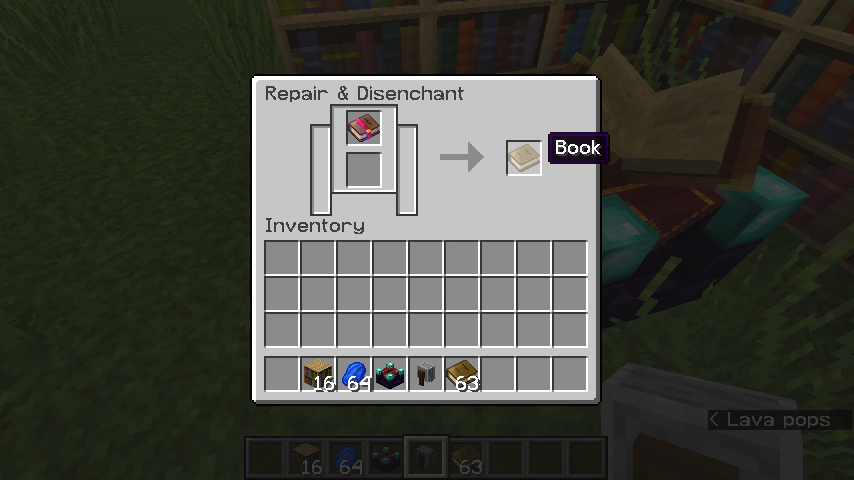 Repair & Disenchant
Book
Inventory
16 64 63
< Lava pops
16 64 63